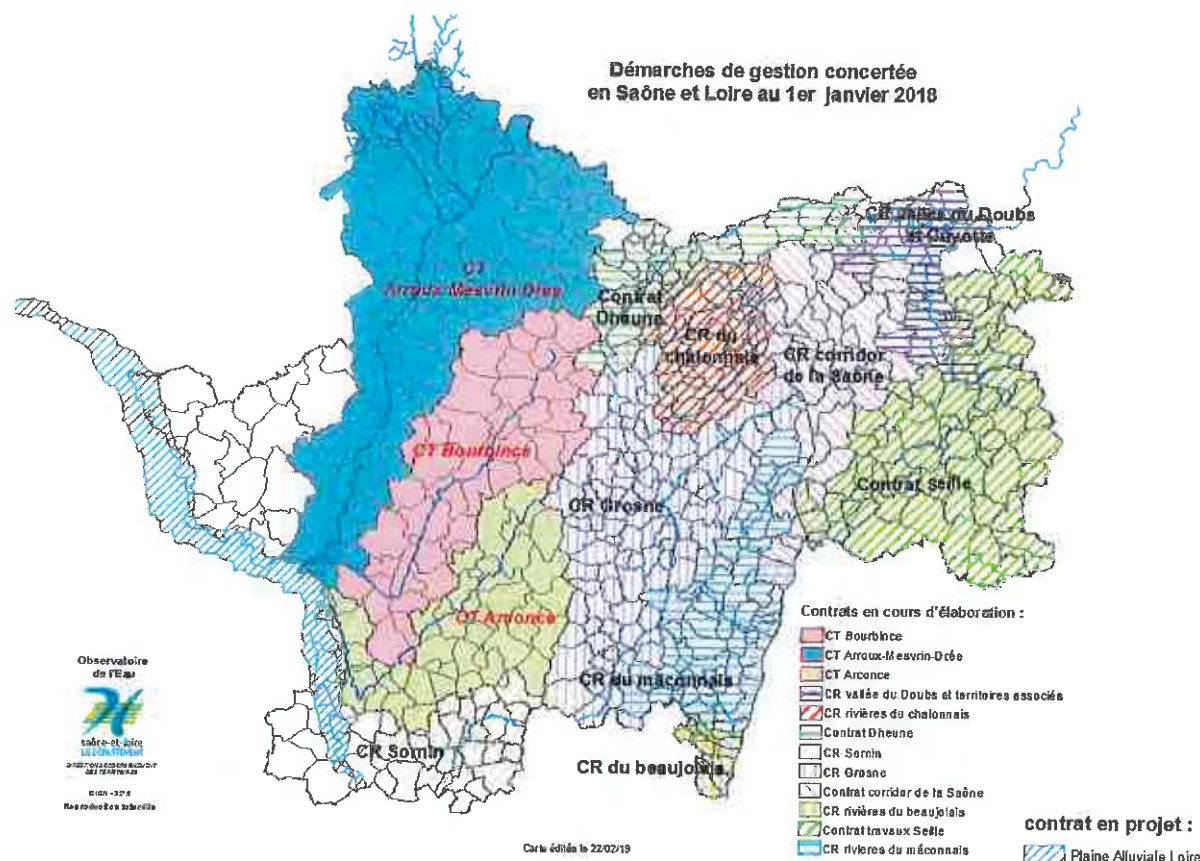 Démarches de gestion concertée
en Saône et Loire au 1er janvier 2018
CR vallée du Doubs
et Guyotte
CT
Arroux-Mesvrin-Drée
Contrat
Dheune
CR du
chalonnais
CR corridor
de la Saône
CT Bourbince
Contrat Seille
CR Grosne
CT Arconce
CR du mâconnais
CR Sornin
CR du beaujolais
Contrats en cours d'élaboration :
CT Bourbince
CT Arroux-Mesvrin-Drée
CT Arconce
CR vallée du Doubs et territoires associés
CR rivières du chalonnais
Contrat Dheune
CR Sornin
CR Grosne
Contrat corridor de la Saône
CR rivières du beaujolais
Contrat travaux Seille
CR rivières du mâconnais
contrat en projet :
Plaine Alluviale Loire
Observatoire
de l'Eau
saône-et-loire
LE DÉPARTEMENT
Reproduction interdite
Carte éditée le 22/02/19